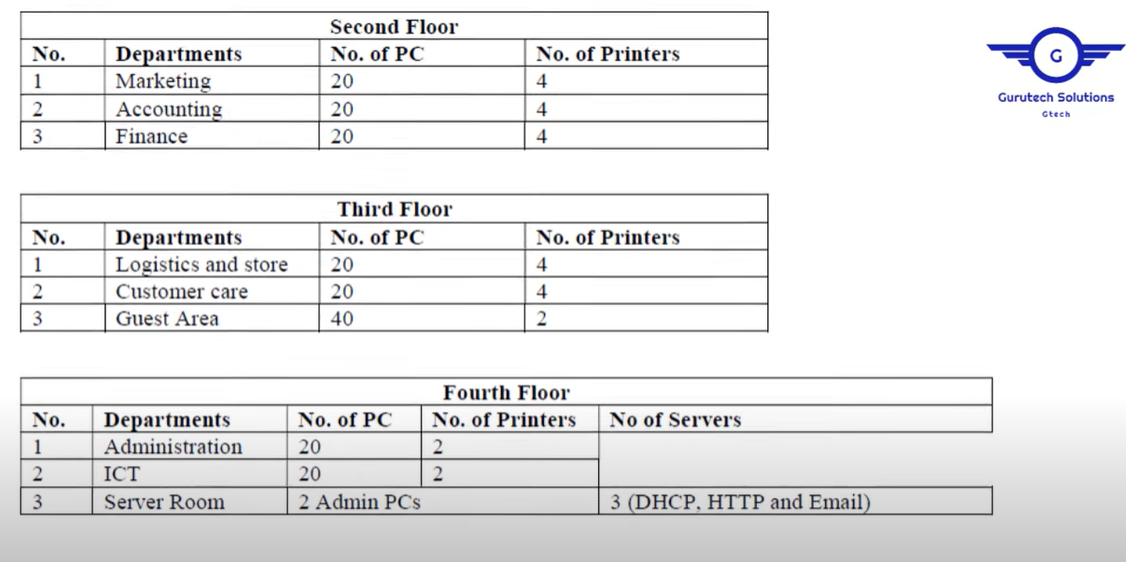 Second Floor
No. Departments No. of PC No. of Printers
1 Marketing 20 4
2 Accounting 20 4
3 Finance 20 4
G
Gurutech Solutions
Gtech
Third Floor
No. Departments No. of PC No. of Printers
1 Logistics and store 20 4
2 Customer care 20 4
3 Guest Area 40 2
Fourth Floor
No. Departments No. of PC No. of Printers No of Servers
1 Administration 20 2
2 ICT 20 2
3 Server Room 2 Admin PCs 3 (DHCP, HTTP and Email)